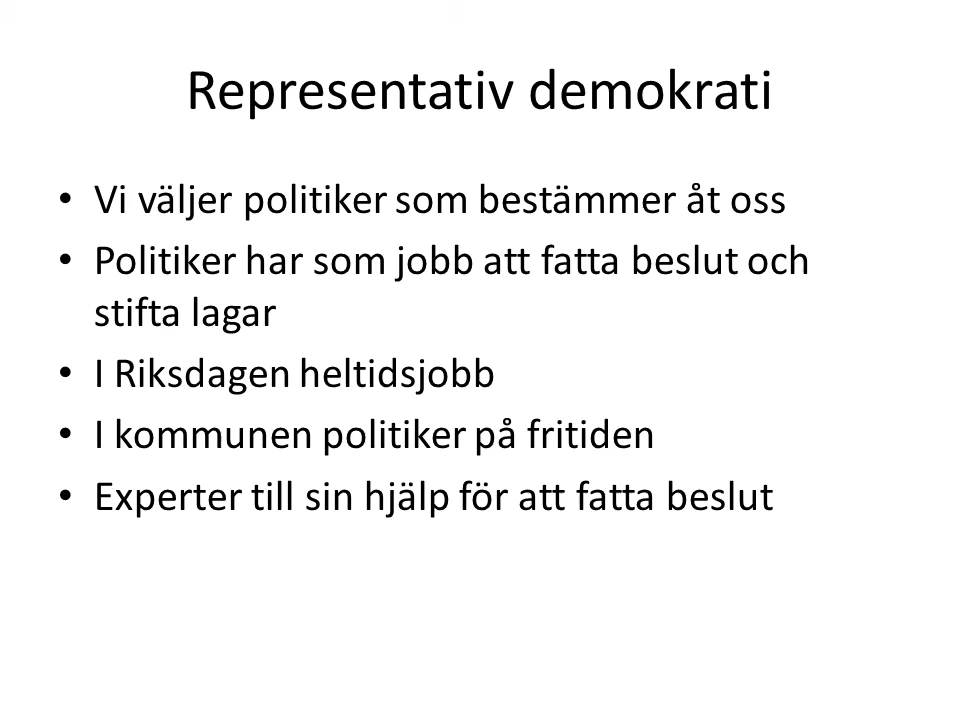 Representativ demokrati
• Vi väljer politiker som bestämmer åt oss
• Politiker har som jobb att fatta beslut och
stifta lagar
• I Riksdagen heltidsjobb
• I kommunen politiker på fritiden
• Experter till sin hjälp för att fatta beslut